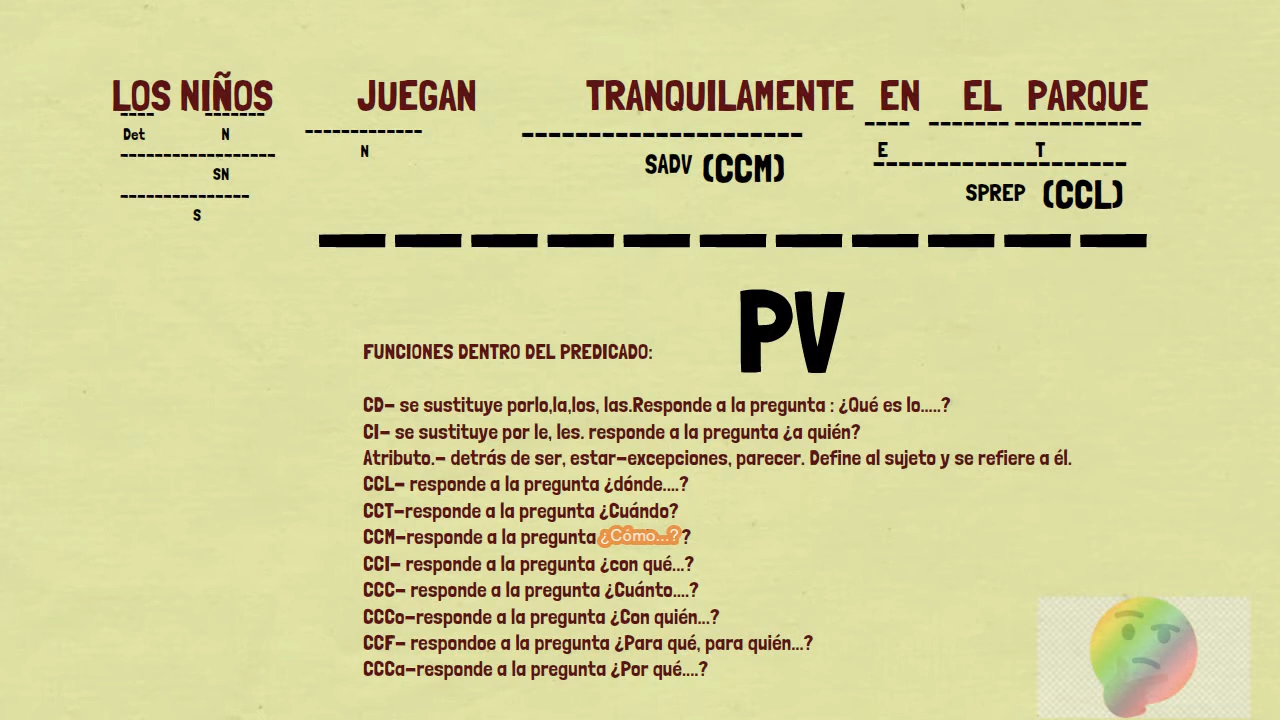 LOS NIÑOS JUEGAN TRANQUILAMENTE EN EL PARQUE
Det N N SADV (CCM) E T
SN SPREP (CCL)
S
PV
FUNCIONES DENTRO DEL PREDICADO:
CD- se sustituye porlo,la,los, las.Responde a la pregunta : ¿Qué es lo.....?
CI- se sustituye por le, les. responde a la pregunta ¿a quién?
Atributo.- detrás de ser, estar-excepciones, parecer. Define al sujeto y se refiere a él.
CCL- responde a la pregunta ¿dónde....?
CCT-responde a la pregunta ¿Cuándo?
CCM-responde a la pregunta ¿Cómo...? ?
CCI- responde a la pregunta ¿con qué...?
CCC- responde a la pregunta ¿Cuánto....?
CCCo-responde a la pregunta ¿Con quién...?
CCF- respondoe a la pregunta ¿Para qué, para quién...?
CCCa-responde a la pregunta ¿Por qué....?